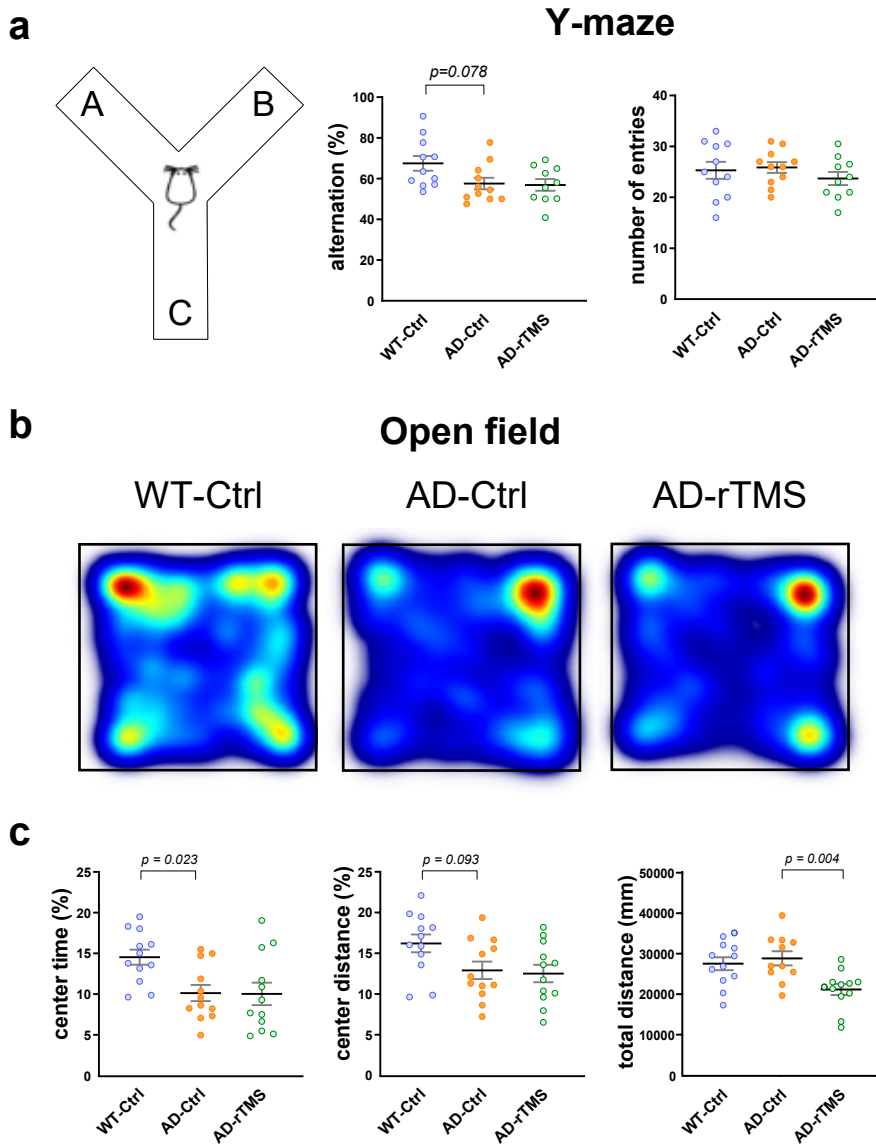 a
Y-maze
A
B
C
p=0.078
alternation (%)
100
80
60
40
20
0
WT-Ctrl
AD-Ctrl
AD-rTMS
number of entries
40
30
20
10
0
WT-Ctrl
AD-Ctrl
AD-rTMS
b
Open field
WT-Ctrl
AD-Ctrl
AD-rTMS
c
p = 0.023
center time (%)
25
20
15
10
5
0
WT-Ctrl
AD-Ctrl
AD-rTMS
p = 0.093
center distance (%)
25
20
15
10
5
0
WT-Ctrl
AD-Ctrl
AD-rTMS
p = 0.004
total distance (mm)
50000
40000
30000
20000
10000
0
WT-Ctrl
AD-Ctrl
AD-rTMS